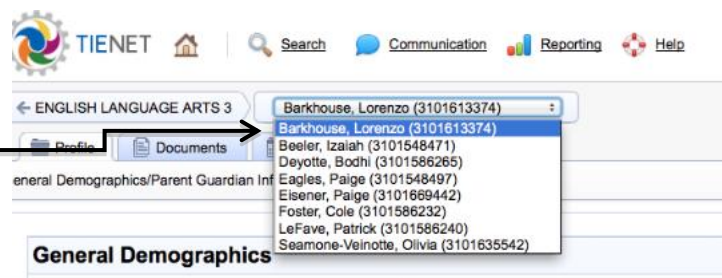 TIENET Search Communication Reporting Help
ENGLISH LANGUAGE ARTS 3 Barkhouse, Lorenzo (3101613374)
Barkhouse, Lorenzo (3101613374)
Profile Documents
Beeler, Izaiah (3101548471)
Deyotte, Bodhi (3101586265)
eneral Demographics/Parent Guardian Inf
Eagles, Paige (3101548497)
Eisener, Paige (3101669442)
Foster, Cole (3101586232)
LeFave, Patrick (3101586240)
Seamone-Veinotte, Olivia (3101635542)
General Demographics